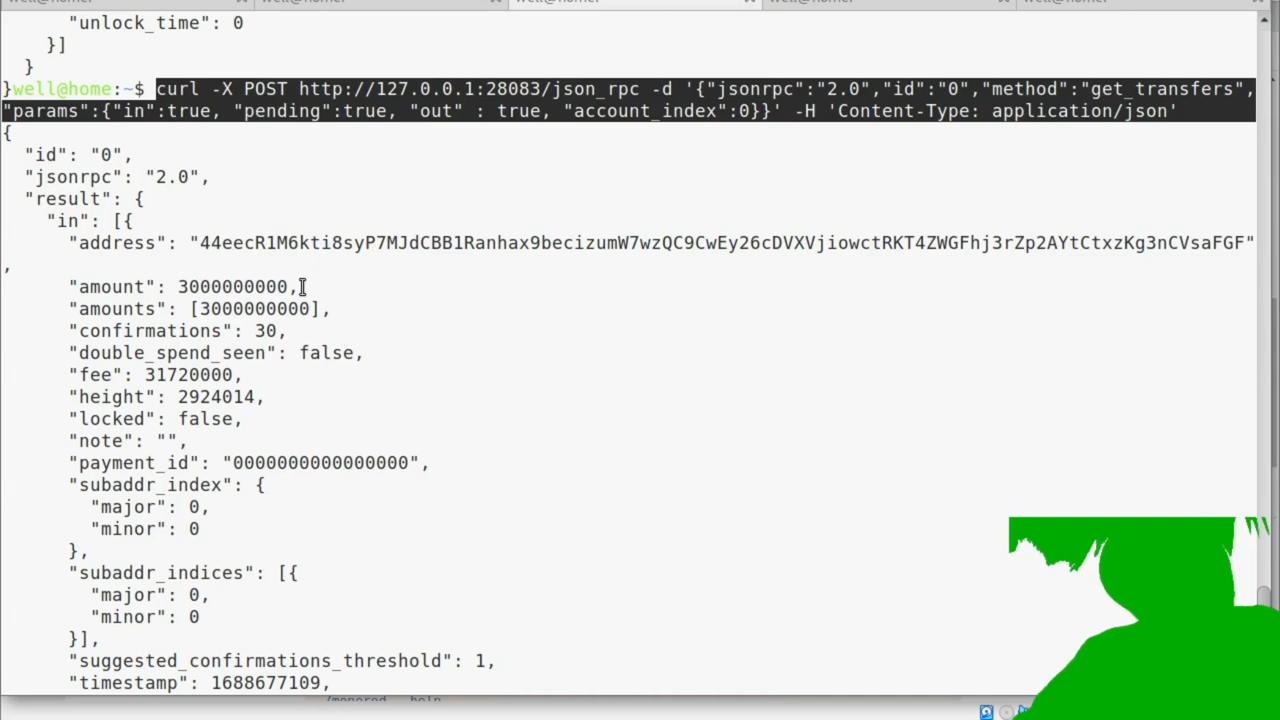 "unlock_time": 0
}]
}
}well@home:~$ curl -X POST http://127.0.0.1:28083/json_rpc -d '{"jsonrpc":"2.0","id":"0","method":"get_transfers",
"params":{"in":true, "pending":true, "out" : true, "account_index":0}}' -H 'Content-Type: application/json'
{
"id": "0",
"jsonrpc": "2.0",
"result": {
"in": [{
"address": "44eecR1M6kti8syP7MJdCBB1Ranhax9becizumW7wzQC9CwEy26cDVXVjiowctRKT4ZWGFhj3rZp2AYtCtxzKg3nCVsaFGF"
,
"amount": 3000000000,
"amounts": [3000000000],
"confirmations": 30,
"double_spend_seen": false,
"fee": 31720000,
"height": 2924014,
"locked": false,
"note": "",
"payment_id": "0000000000000000",
"subaddr_index": {
"major": 0,
"minor": 0
},
"subaddr_indices": [{
"major": 0,
"minor": 0
}],
"suggested_confirmations_threshold": 1,
"timestamp": 1688677109,